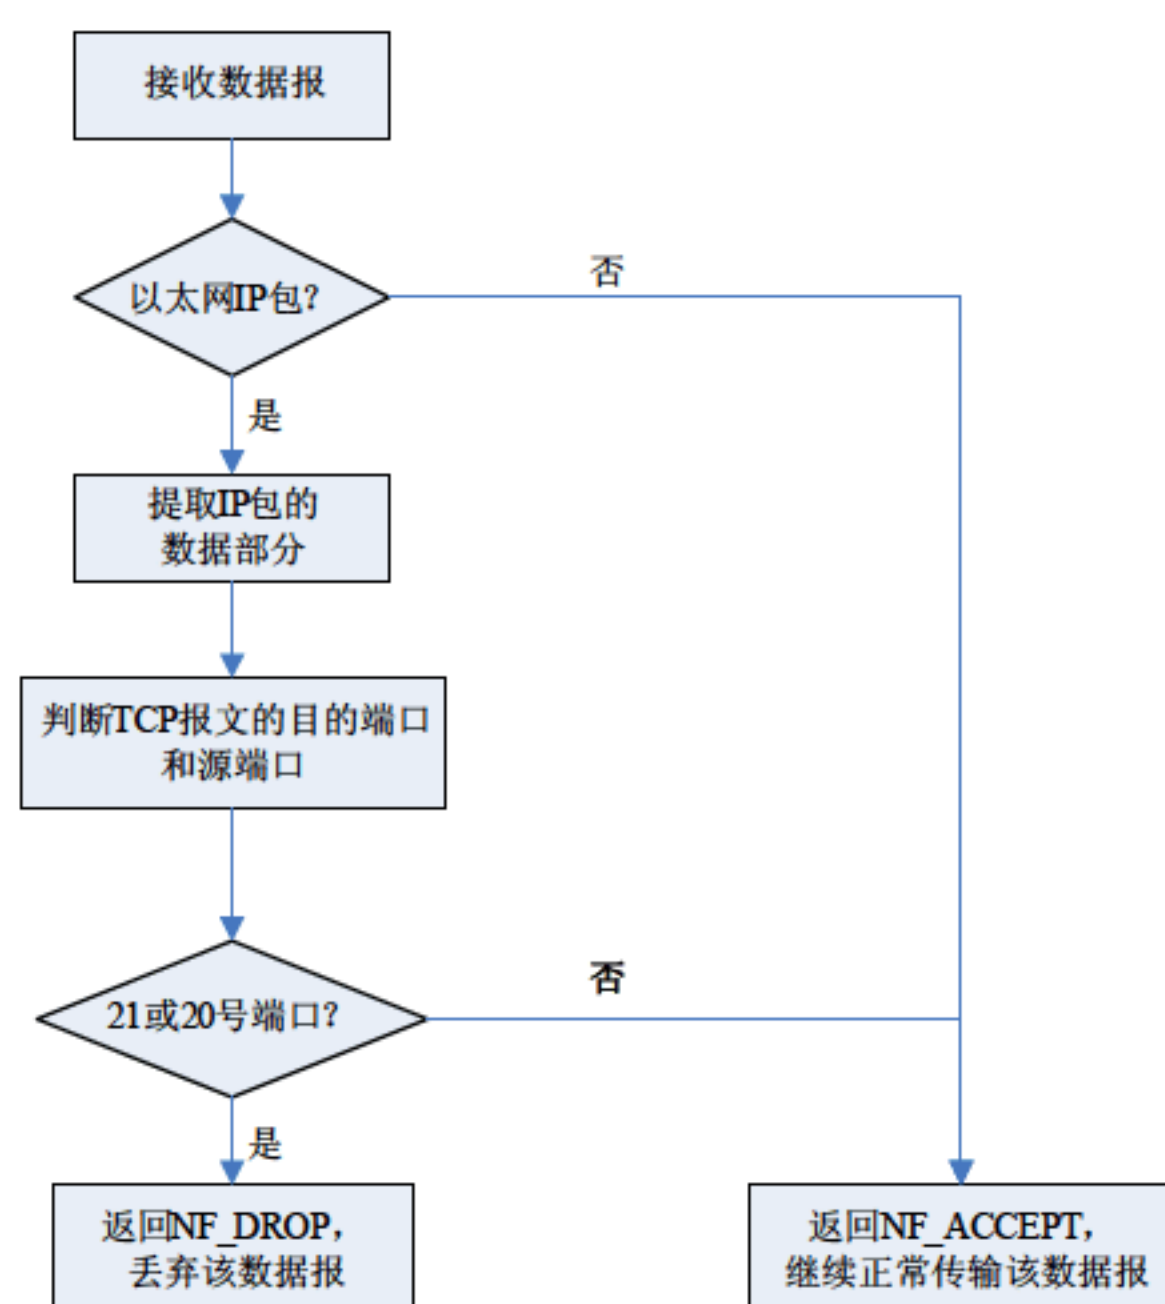 接收数据报
以太网IP包?
否
是
提取IP包的
数据部分
判断TCP报文的目的端口
和源端口
21或20号端口?
否
是
返回NF_DROP，
丢弃该数据报
返回NF_ACCEPT，
继续正常传输该数据报